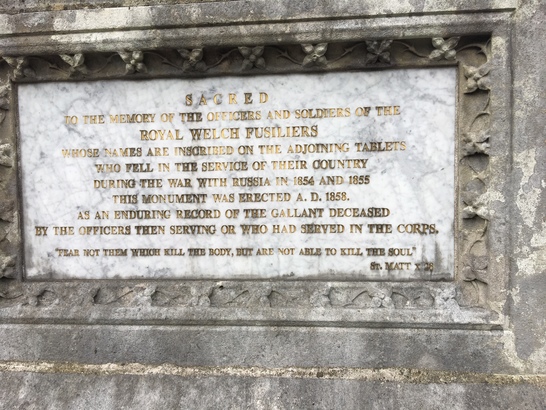 SACRED
TO THE MEMORY OF THE OFFICERS AND SOLDIERS OF THE
ROYAL WELCH FUSILIERS
WHOSE NAMES ARE INSCRIBED ON THE ADJOINING TABLETS
WHO FELL IN THE SERVICE OF THEIR COUNTRY
DURING THE WAR WITH RUSSIA IN 1854 AND 1855
THIS MONUMENT WAS ERECTED A. D. 1858.
AS AN ENDURING RECORD OF THE GALLANT DECEASED
BY THE OFFICERS THEN SERVING OR WHO HAD SERVED IN THE CORPS.
"FEAR NOT THEM WHICH KILL THE BODY, BUT ARE NOT ABLE TO KILL THE SOUL"
ST. MATT X 28